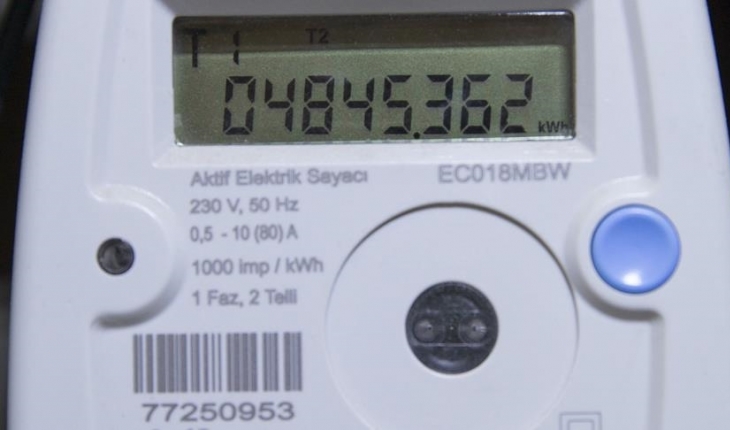 T1 T2
04845.362 kWh
Aktif Elektrik Sayacı EC018MBW
230 V, 50 Hz
0,5 - 10 (80) A
1000 imp / kWh
1 Faz, 2 Telli
77250953